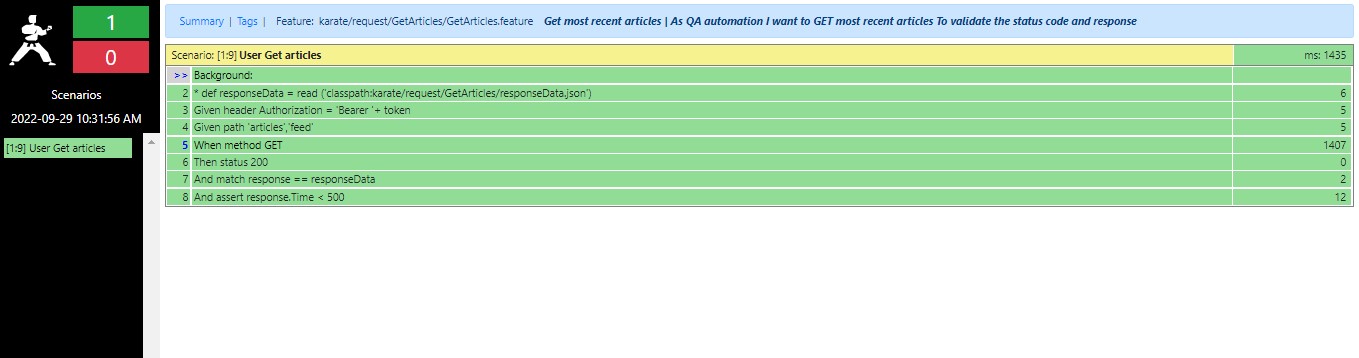 1
0
Scenarios
2022-09-29 10:31:56 AM
[1:9] User Get articles
Summary | Tags | Feature: karate/request/GetArticles/GetArticles.feature Get most recent articles | As QA automation I want to GET most recent articles To validate the status code and response
Scenario: [1:9] User Get articles ms: 1435
>> Background:
2 * def responseData = read ('classpath:karate/request/GetArticles/responseData.json') 6
3 Given header Authorization = 'Bearer '+ token 5
4 Given path 'articles','feed' 5
5 When method GET 1407
6 Then status 200 0
7 And match response == responseData 2
8 And assert response.Time < 500 12